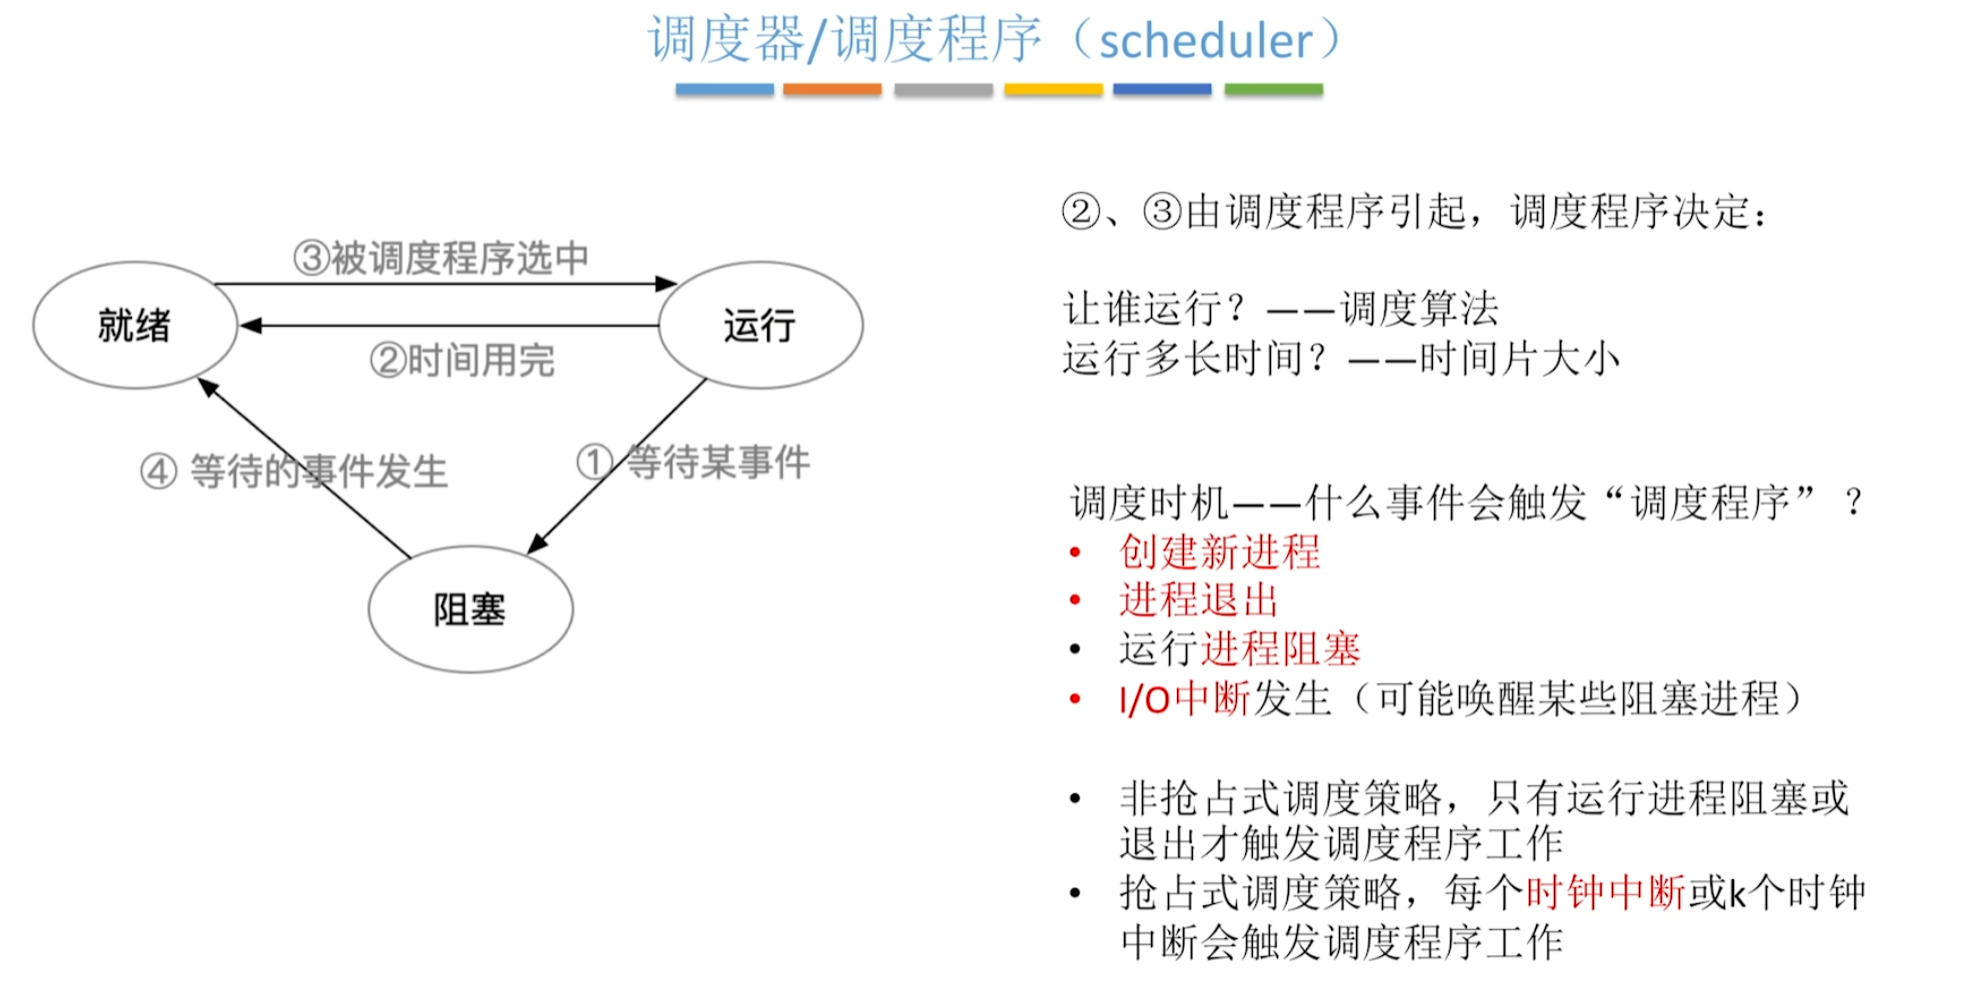 调度器/调度程序（scheduler）
③被调度程序选中
就绪
运行
②时间用完
④ 等待的事件发生
① 等待某事件
阻塞
②、③由调度程序引起，调度程序决定：
让谁运行？——调度算法
运行多长时间？——时间片大小
调度时机——什么事件会触发“调度程序”？
• 创建新进程
• 进程退出
• 运行进程阻塞
• I/O中断发生（可能唤醒某些阻塞进程）
• 非抢占式调度策略，只有运行进程阻塞或
退出才触发调度程序工作
• 抢占式调度策略，每个时钟中断或k个时钟
中断会触发调度程序工作